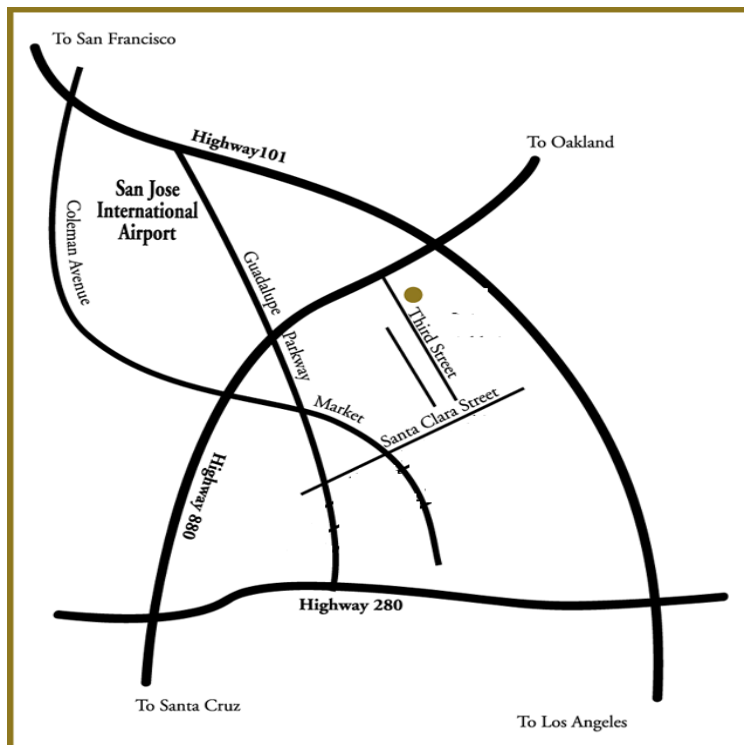 To San Francisco
Highway101
To Oakland
San Jose
International
Airport
Coleman Avenue
Guadalupe
Parkway
Third Street
Market
Santa Clara Street
Highway 880
Highway 280
To Santa Cruz
To Los Angeles